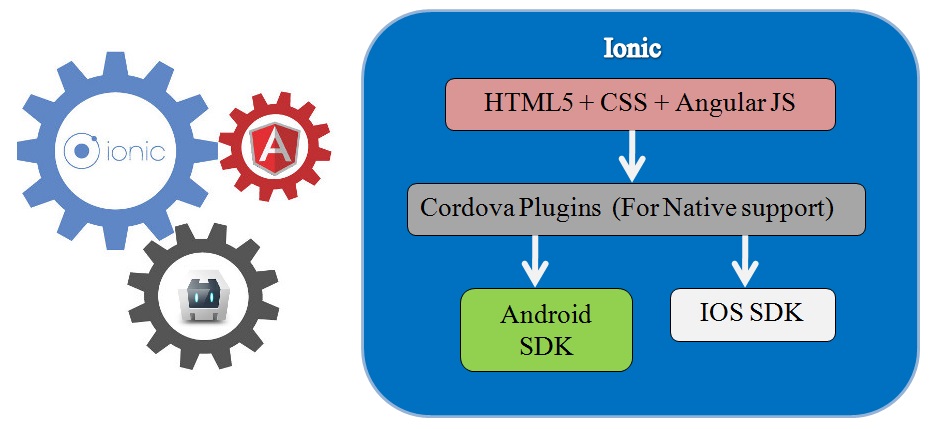 ionic
A
Ionic
HTML5 + CSS + Angular JS
Cordova Plugins (For Native support)
Android
SDK
IOS SDK